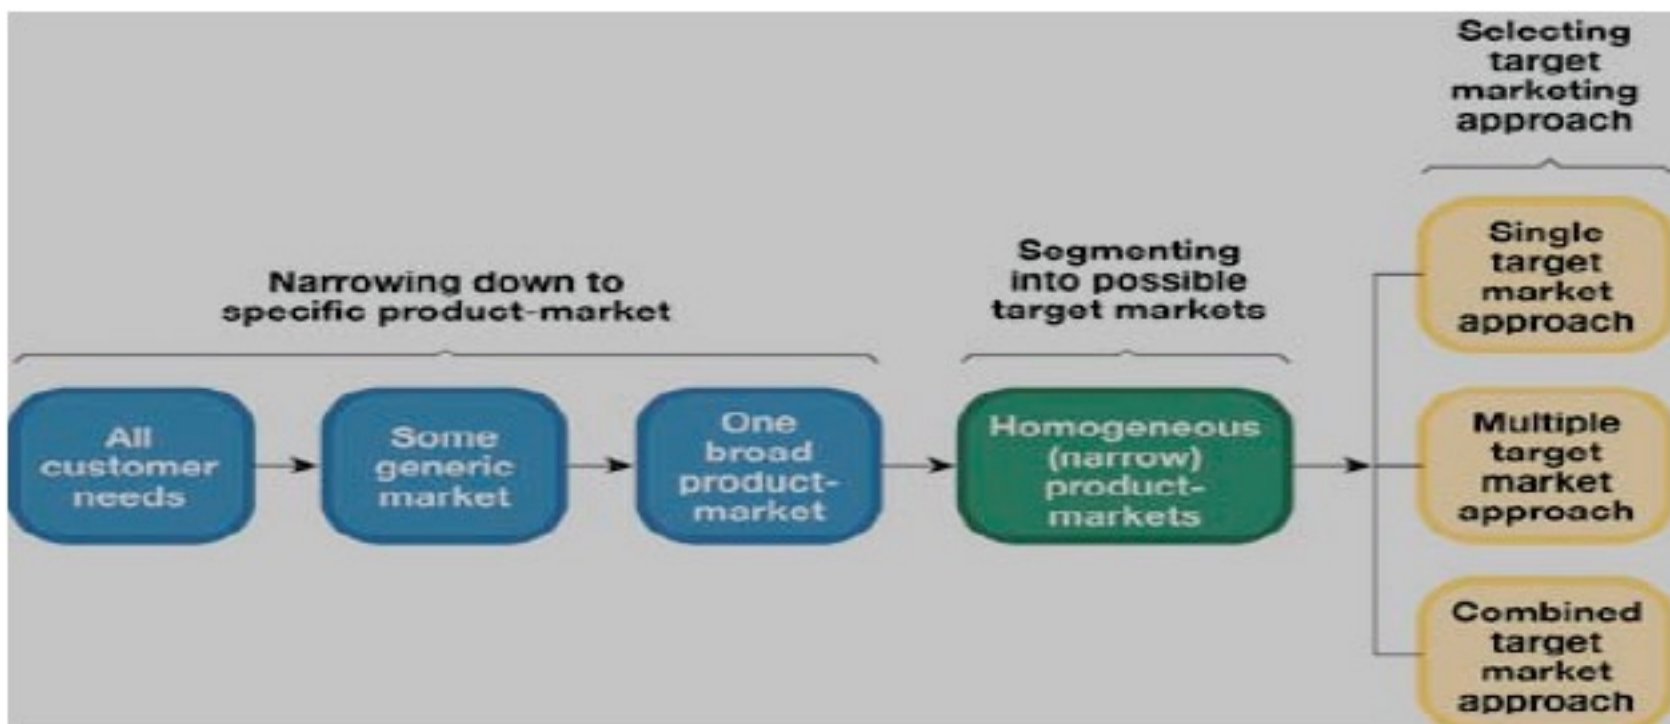 Narrowing down to
specific product-market
All
customer
needs
Some
generic
market
One
broad
product-
market
Segmenting
into possible
target markets
Homogeneous
(narrow)
product-
markets
Selecting
target
marketing
approach
Single
target
market
approach
Multiple
target
market
approach
Combined
target
market
approach